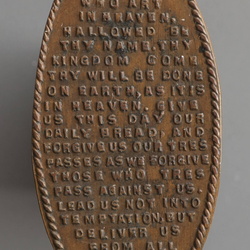 WHO ART
IN HEAVEN.
HALLOWED BE
THY NAME. THY
KINGDOM COME
THY WILL BE DONE
ON EARTH, AS IT IS
IN HEAVEN. GIVE
US THIS DAY OUR
DAILY BREAD, AND
FORGIVE US OUR TRES
PASSES AS WE FORGIVE
THOSE WHO TRES
PASS AGAINST US.
LEAD US NOT INTO
TEMPTATION, BUT
DELIVER US
FROM ALL